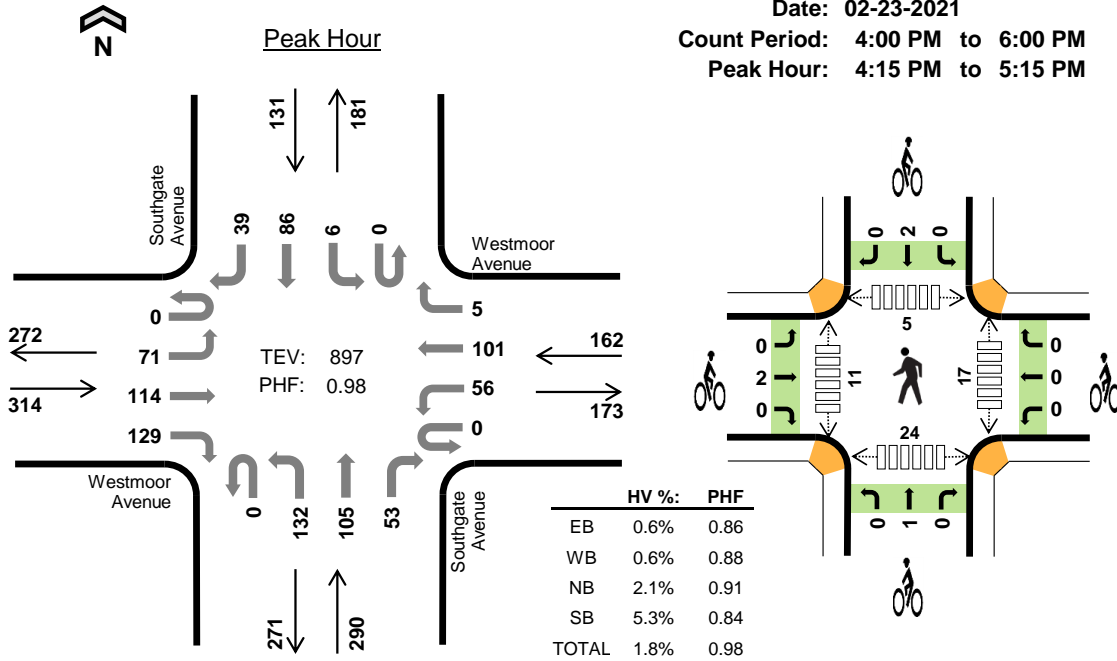 Date: 02-23-2021
Count Period: 4:00 PM to 6:00 PM
Peak Hour: 4:15 PM to 5:15 PM
N
Peak Hour
131
181
Southgate
Avenue
39
86
6
0
Westmoor
Avenue
0
5
272
71
TEV: 897
101
162
314
114
PHF: 0.98
56
173
129
0
Westmoor
Avenue
0
132
105
53
Southgate
Avenue
271
290
HV %: PHF
EB 0.6% 0.86
WB 0.6% 0.88
NB 2.1% 0.91
SB 5.3% 0.84
TOTAL 1.8% 0.98
0 2 0
5
0
2
0
11
17
0
0
0
24
0 1 0